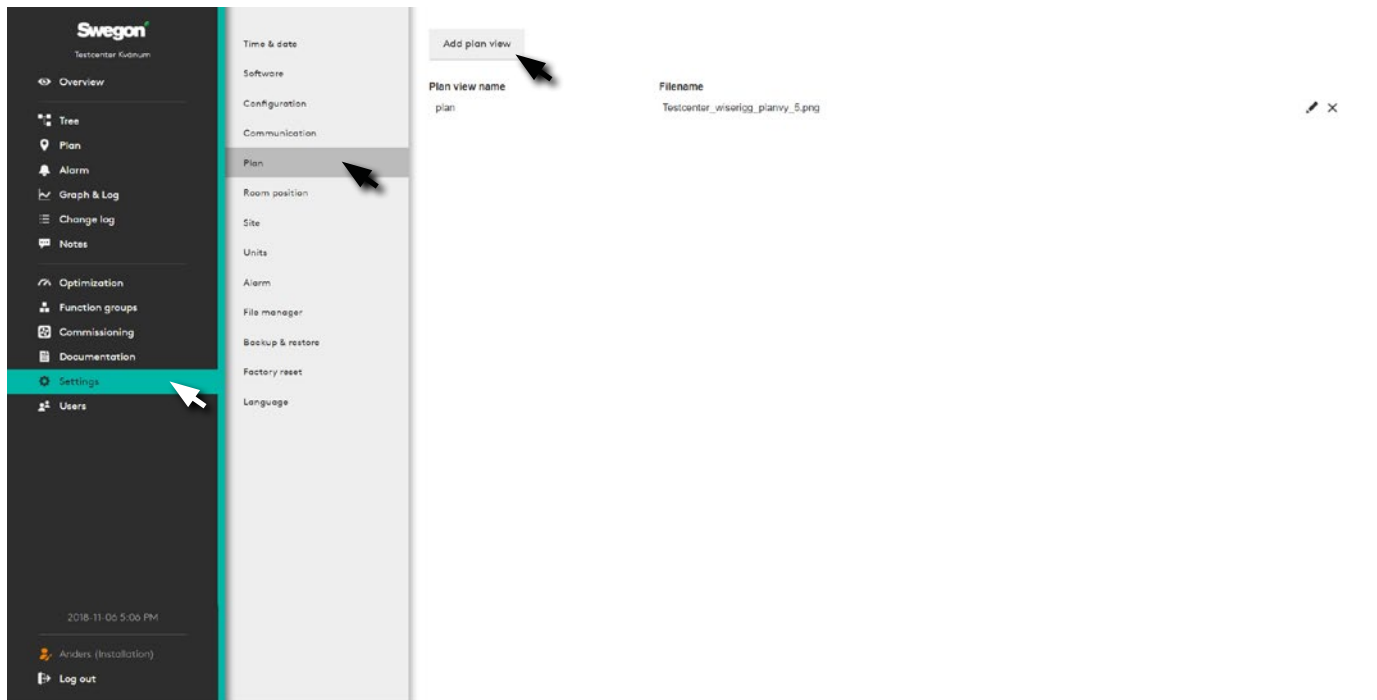 Swegon
Testcenter Kvänum
Overview
Tree
Plan
Alarm
Graph & Log
Change log
Notes
Optimization
Function groups
Commissioning
Documentation
Settings
Users
2018-11-06 5:06 PM
Anders (Installation)
Log out
Time & date
Software
Configuration
Communication
Plan
Room position
Site
Units
Alarm
File manager
Backup & restore
Factory reset
Language
Add plan view
Plan view name Filename
plan Testcenter_wiserigg_planvy_5.png